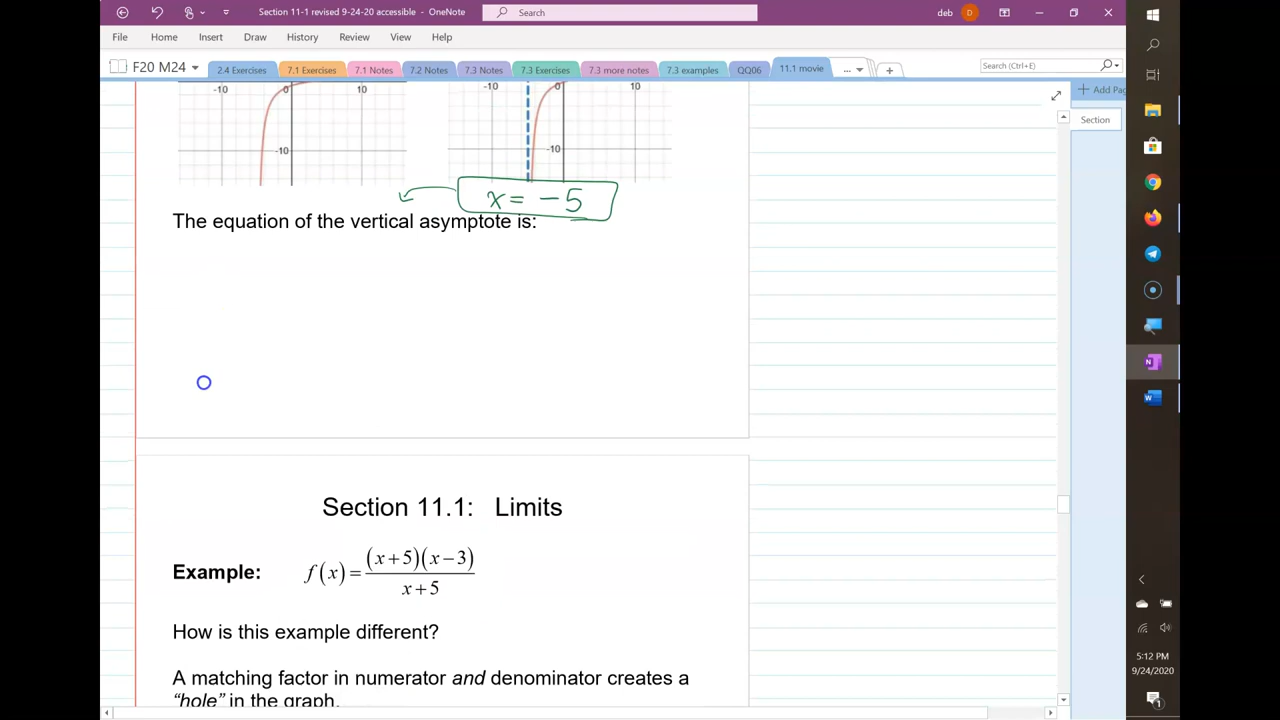 Section 11-1 revised 9-24-20 accessible - OneNote
Search
deb
D
File Home Insert Draw History Review View Help
F20 M24
2.4 Exercises 7.1 Exercises 7.1 Notes 7.2 Notes 7.3 Notes 7.3 Exercises 7.3 more notes 7.3 examples QQ06 11.1 movie ... +
Search (Ctrl+E)
+ Add Pag
Section
-10 0 10
-10 0 10
-10
-10
x = -5
The equation of the vertical asymptote is:
Section 11.1: Limits
Example: f(x)=(x+5)(x−3)/x+5
How is this example different?
A matching factor in numerator and denominator creates a
“hole” in the graph.
5:12 PM
9/24/2020
1